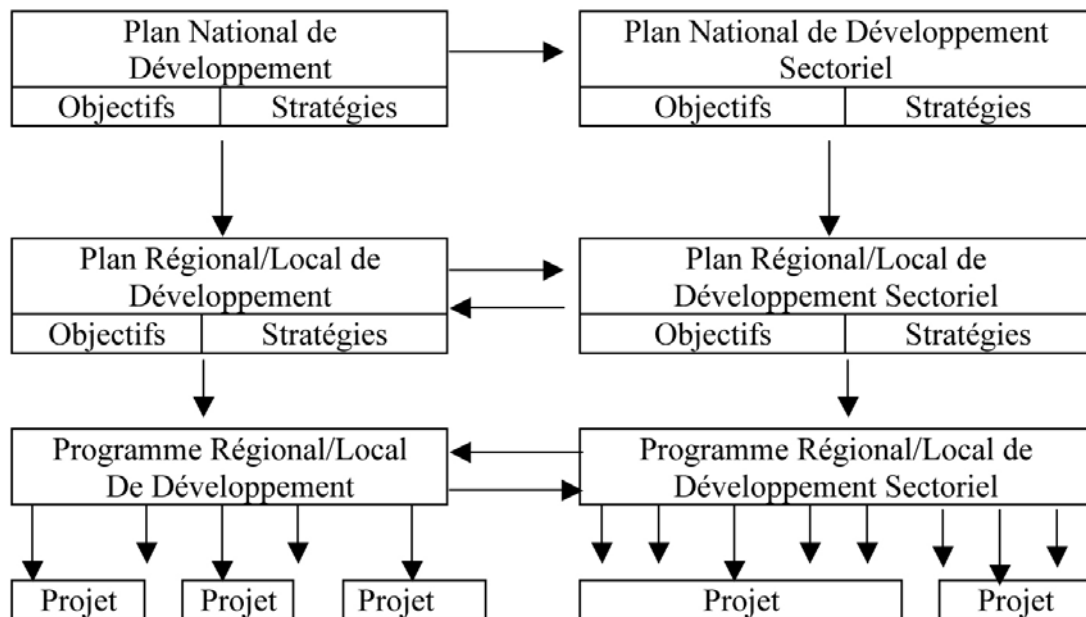 Plan National de
Développement
Objectifs
Stratégies
Plan National de Développement
Sectoriel
Objectifs
Stratégies
Plan Régional/Local de
Développement
Objectifs
Stratégies
Plan Régional/Local de
Développement Sectoriel
Objectifs
Stratégies
Programme Régional/Local
De Développement
Programme Régional/Local de
Développement Sectoriel
Projet
Projet
Projet
Projet
Projet